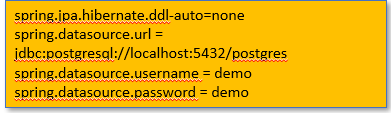 spring.jpa.hibernate.ddl-auto=none
spring.datasource.url =
jdbc:postgresql://localhost:5432/postgres
spring.datasource.username = demo
spring.datasource.password = demo